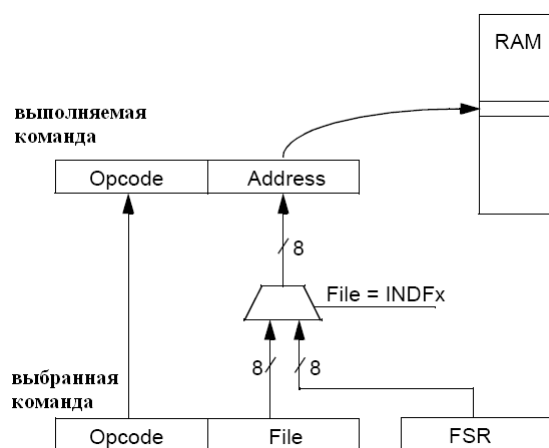 RAM
выполняемая
команда
Opcode Address
8
File = INDFx
8 8
выбранная
команда
Opcode File FSR